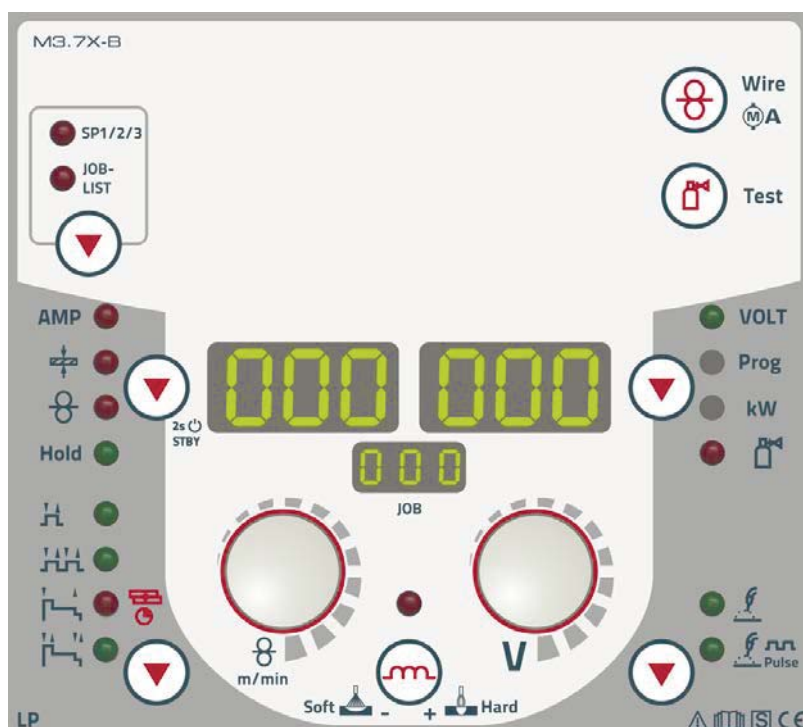 M3.7X-B
Wire
M A
SP1/2/3
JOB-
LIST
Test
AMP
VOLT
Prog
000 000
2s
STBY
kW
Hold
000
JOB
m/min
V
Pulse
Soft - + Hard
LP
S CE